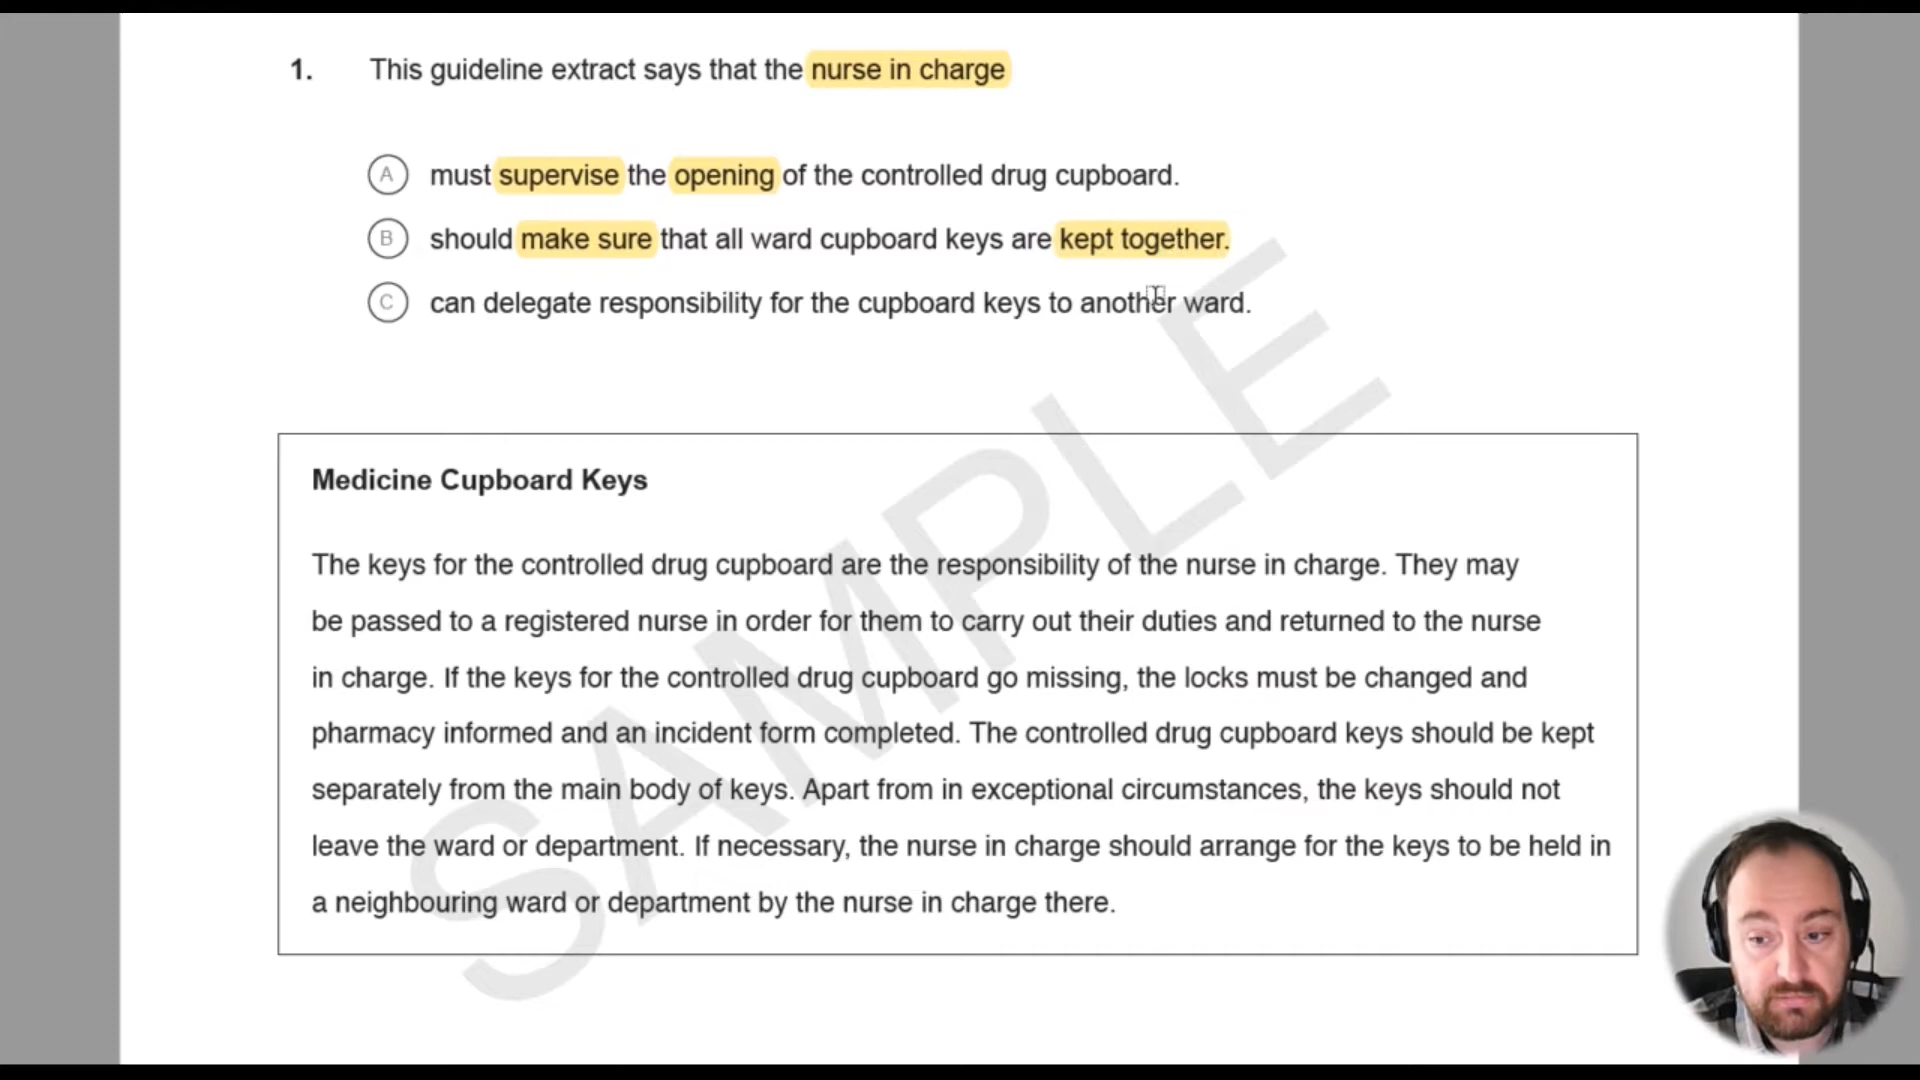 1. This guideline extract says that the nurse in charge
A must supervise the opening of the controlled drug cupboard.
B should make sure that all ward cupboard keys are kept together.
C can delegate responsibility for the cupboard keys to another ward.
Medicine Cupboard Keys
The keys for the controlled drug cupboard are the responsibility of the nurse in charge. They may
be passed to a registered nurse in order for them to carry out their duties and returned to the nurse
in charge. If the keys for the controlled drug cupboard go missing, the locks must be changed and
pharmacy informed and an incident form completed. The controlled drug cupboard keys should be kept
separately from the main body of keys. Apart from in exceptional circumstances, the keys should not
leave the ward or department. If necessary, the nurse in charge should arrange for the keys to be held in
a neighbouring ward or department by the nurse in charge there.
SAMPLE